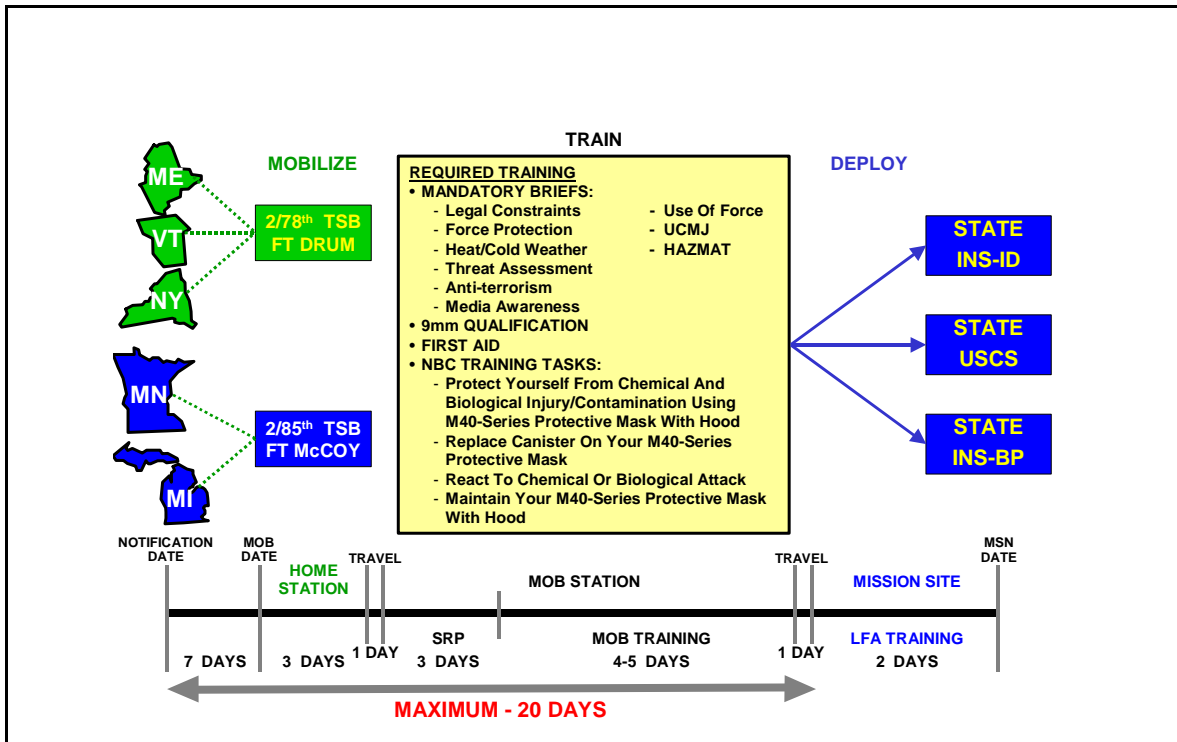 TRAIN
MOBILIZE
DEPLOY
ME
VT
NY
2/78th TSB
FT DRUM
MN
MI
2/85th TSB
FT McCOY
REQUIRED TRAINING
• MANDATORY BRIEFS:
- Legal Constraints
- Force Protection
- Heat/Cold Weather
- Threat Assessment
- Anti-terrorism
- Media Awareness
- Use Of Force
- UCMJ
- HAZMAT
• 9mm QUALIFICATION
• FIRST AID
• NBC TRAINING TASKS:
- Protect Yourself From Chemical And
Biological Injury/Contamination Using
M40-Series Protective Mask With Hood
- Replace Canister On Your M40-Series
Protective Mask
- React To Chemical Or Biological Attack
- Maintain Your M40-Series Protective Mask
With Hood
STATE
INS-ID
STATE
USCS
STATE
INS-BP
NOTIFICATION
DATE
MOB
DATE
HOME
STATION
TRAVEL
MOB STATION
TRAVEL
MISSION SITE
MSN
DATE
7 DAYS
3 DAYS
1 DAY
SRP
3 DAYS
MOB TRAINING
4-5 DAYS
1 DAY
LFA TRAINING
2 DAYS
MAXIMUM - 20 DAYS